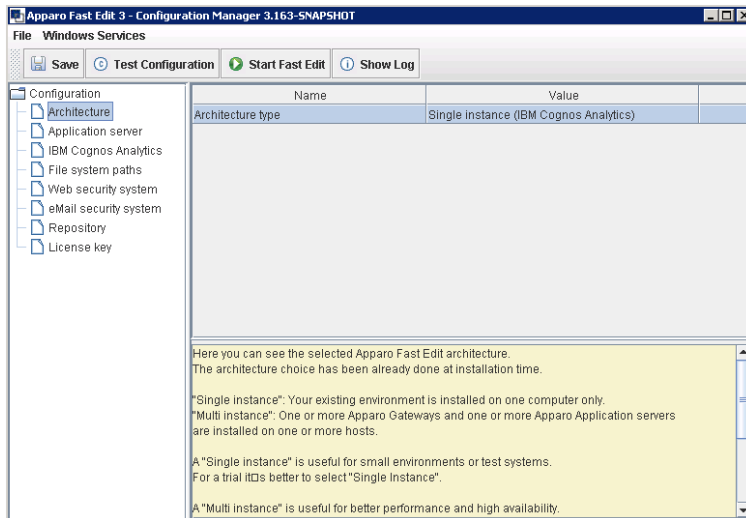 Apparo Fast Edit 3 - Configuration Manager 3.163-SNAPSHOT
File Windows Services
Save Test Configuration Start Fast Edit Show Log
Configuration
Architecture
Application server
IBM Cognos Analytics
File system paths
Web security system
eMail security system
Repository
License key
Name Value
Architecture type Single instance (IBM Cognos Analytics)
Here you can see the selected Apparo Fast Edit architecture.
The architecture choice has been already done at installation time.
"Single instance": Your existing environment is installed on one computer only.
"Multi instance": One or more Apparo Gateways and one or more Apparo Application servers
are installed on one or more hosts.
A "Single instance" is useful for small environments or test systems.
For a trial it□s better to select "Single Instance".
A "Multi instance" is useful for better performance and high availability.